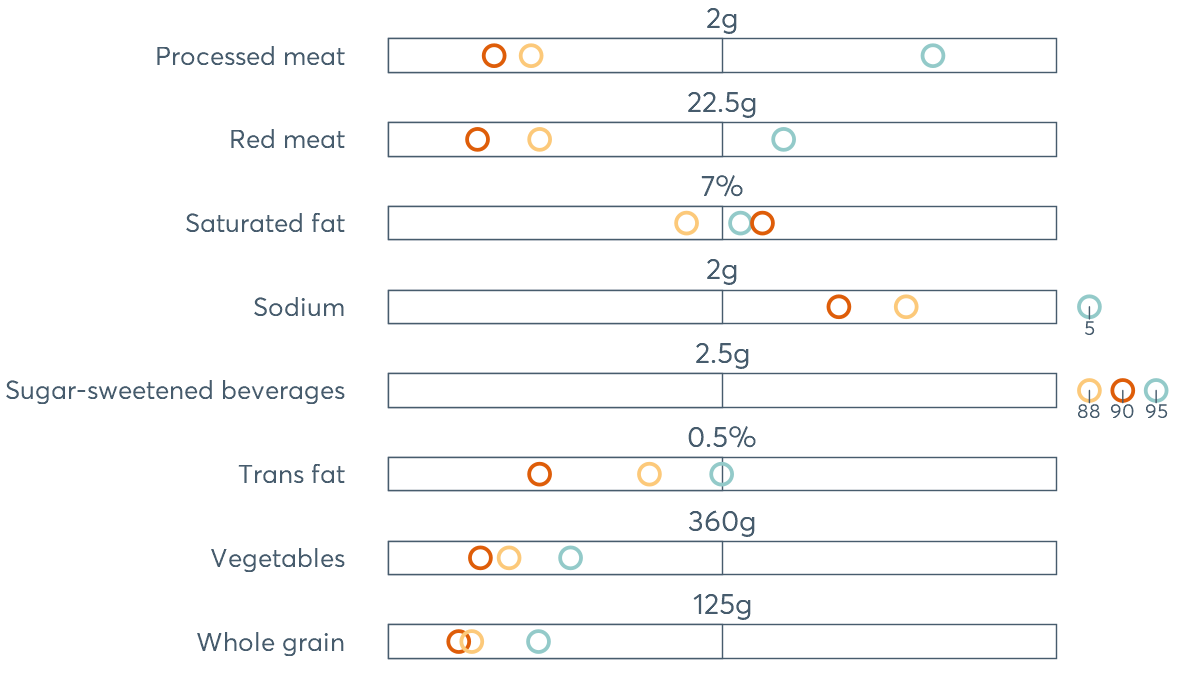 2g
Processed meat
22.5g
Red meat
7%
Saturated fat
2g
Sodium
5
2.5g
Sugar-sweetened beverages
88 90 95
0.5%
Trans fat
360g
Vegetables
125g
Whole grain